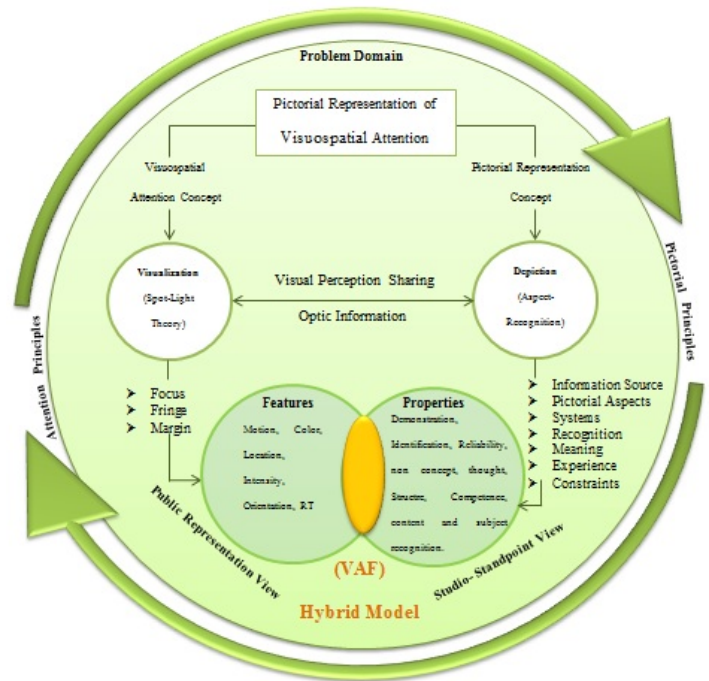 Problem Domain
Pictorial Representation of
Visuospatial Attention
Visuospatial
Attention Concept
Pictorial Representation
Concept
Visualization
(Spot-Light
Theory)
Visual Perception Sharing
Optic Information
Depiction
(Aspect-
Recognition)
Attention Principles
Pictorial Principles
Focus
Fringe
Margin
Information Source
Pictorial Aspects
Systems
Recognition
Meaning
Experience
Constraints
Features
Motion, Color,
Location,
Intensity,
Orientation, RT
Properties
Demonstration,
Identification, Reliability,
non concept, thought,
Structre, Competence,
content and subject
recognition.
Public Representation View
Studio- Standpoint View
(VAF)
Hybrid Model